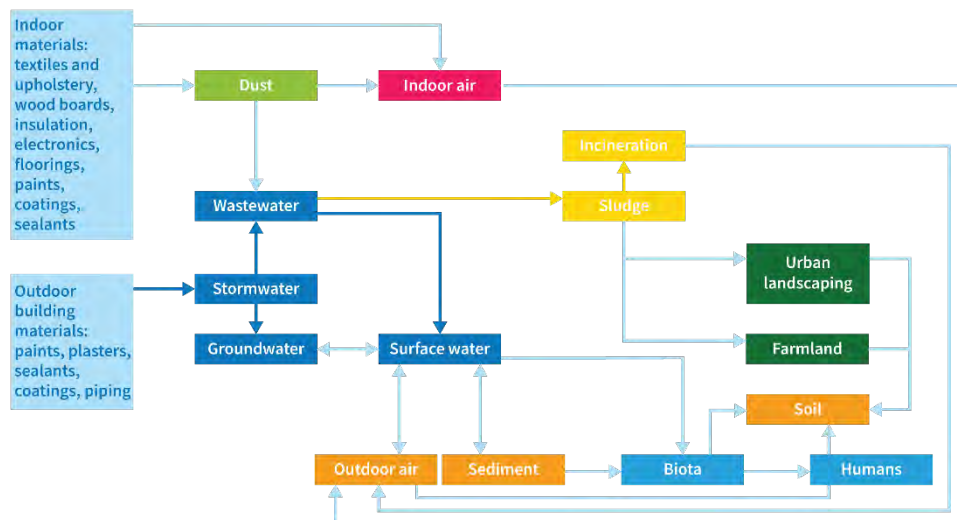 Indoor
materials:
textiles and
upholstery,
wood boards,
insulation,
electronics,
floorings,
paints,
coatings,
sealants
Dust
Indoor air
Incineration
Wastewater
Sludge
Urban
landscaping
Outdoor
building
materials:
paints, plasters,
sealants,
coatings, piping
Stormwater
Groundwater
Surface water
Farmland
Soil
Outdoor air
Sediment
Biota
Humans